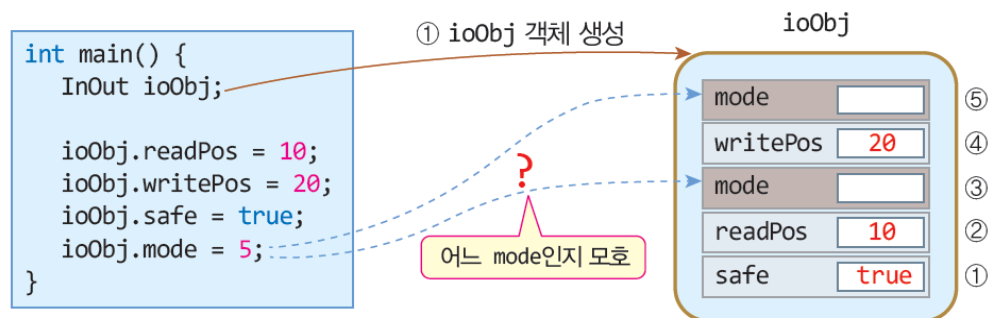 ① ioObj 객체 생성
ioObj
int main() {
InOut ioObj;
ioObj.readPos = 10;
ioObj.writePos = 20;
ioObj.safe = true;
ioObj.mode = 5;
}
?
어느 mode인지 모호
mode ⑤
writePos 20 ④
mode ③
readPos 10 ②
safe true ①